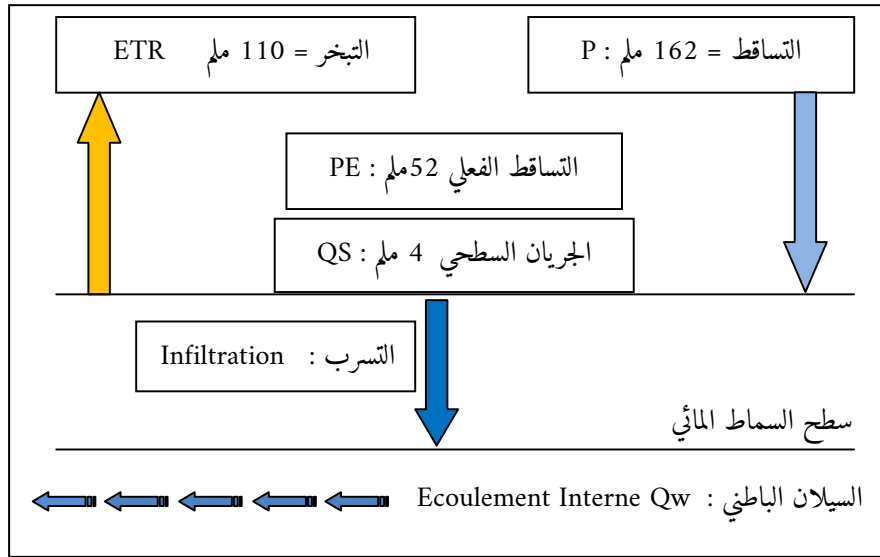 التساقط = 162 ملم : P
التبخر = 110 ملم ETR
التساقط الفعلي 52ملم : PE
الجريان السطحي 4 ملم : QS
التسرب : Infiltration
سطح السماط المائي
السيلان الباطني : Ecoulement Interne Qw